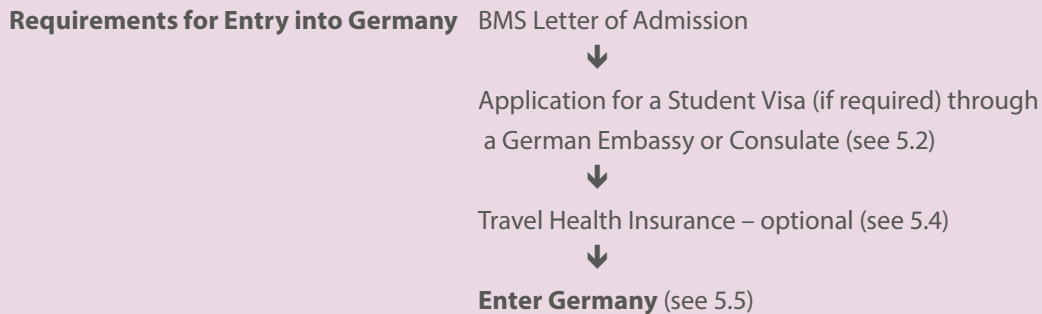 Requirements for Entry into Germany BMS Letter of Admission
Application for a Student Visa (if required) through
a German Embassy or Consulate (see 5.2)
Travel Health Insurance – optional (see 5.4)
Enter Germany (see 5.5)